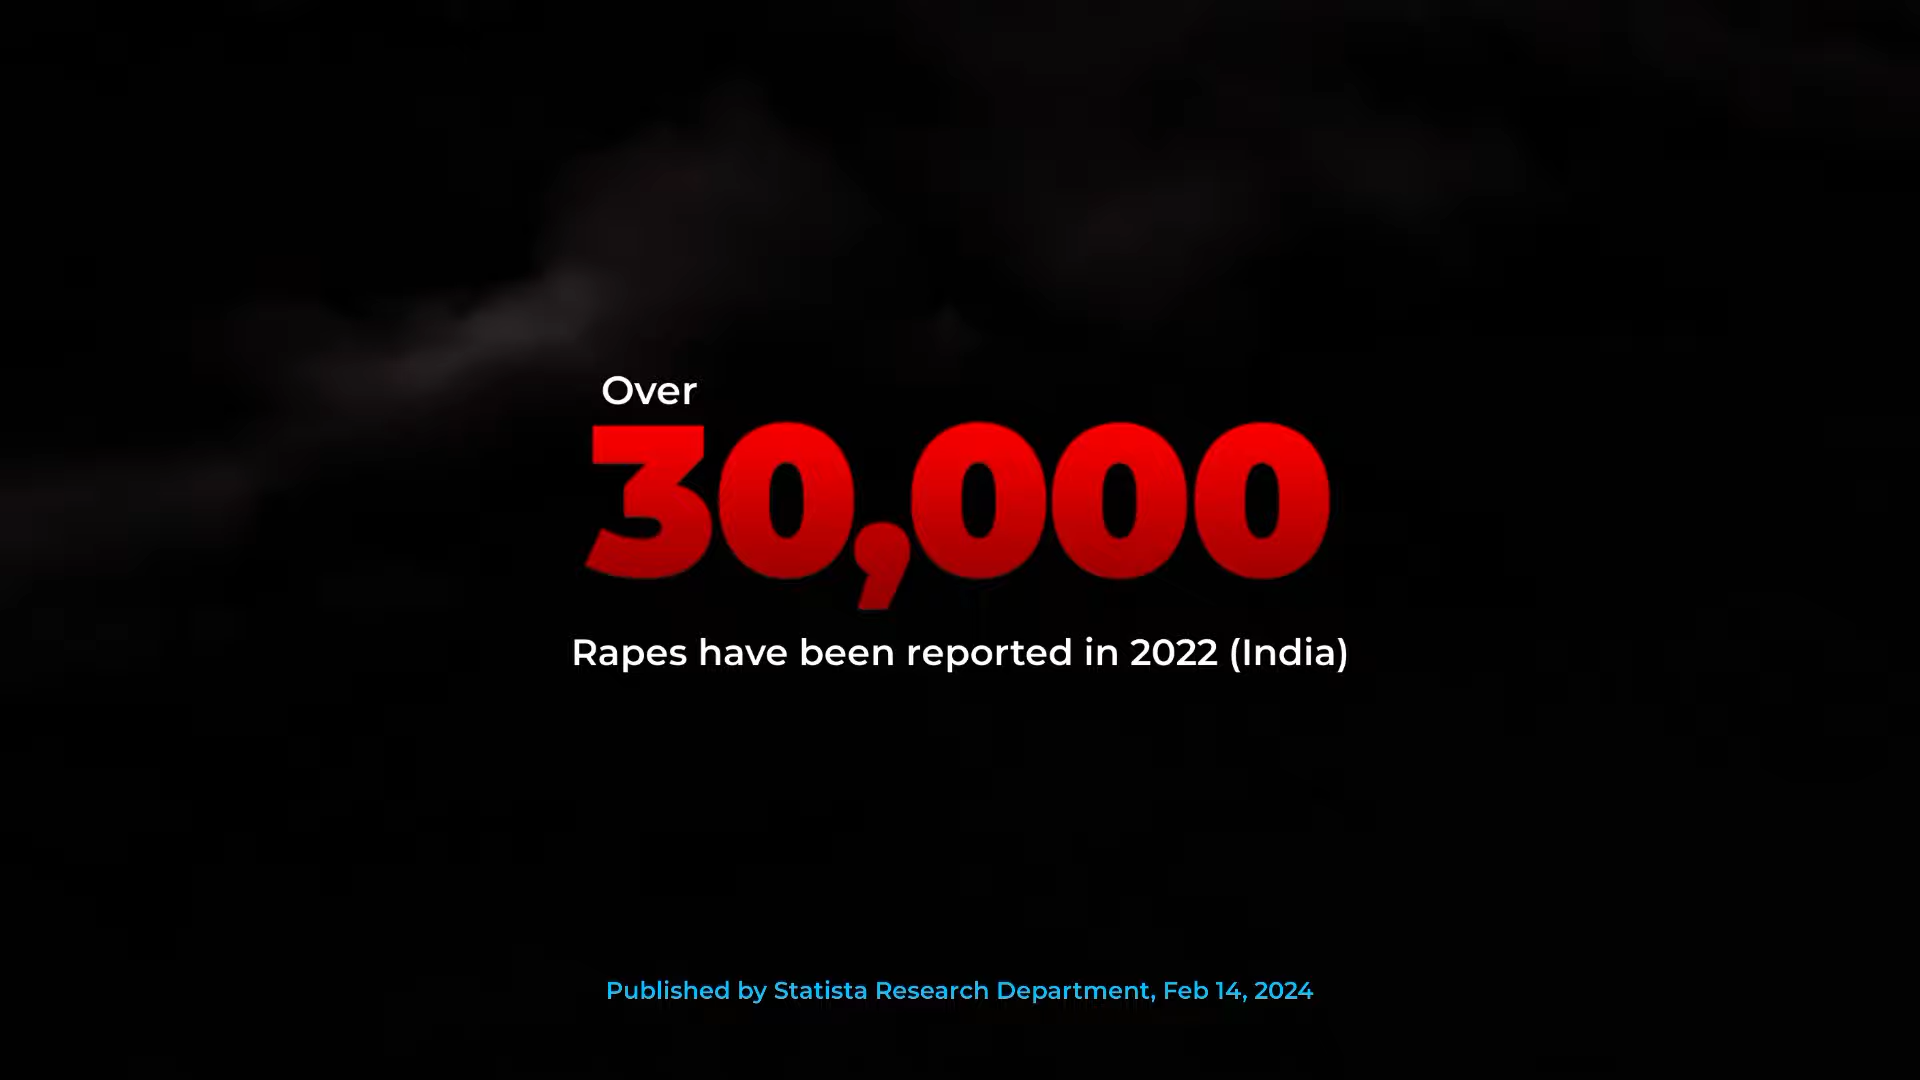 Over
30,000
Rapes have been reported in 2022 (India)
Published by Statista Research Department, Feb 14, 2024